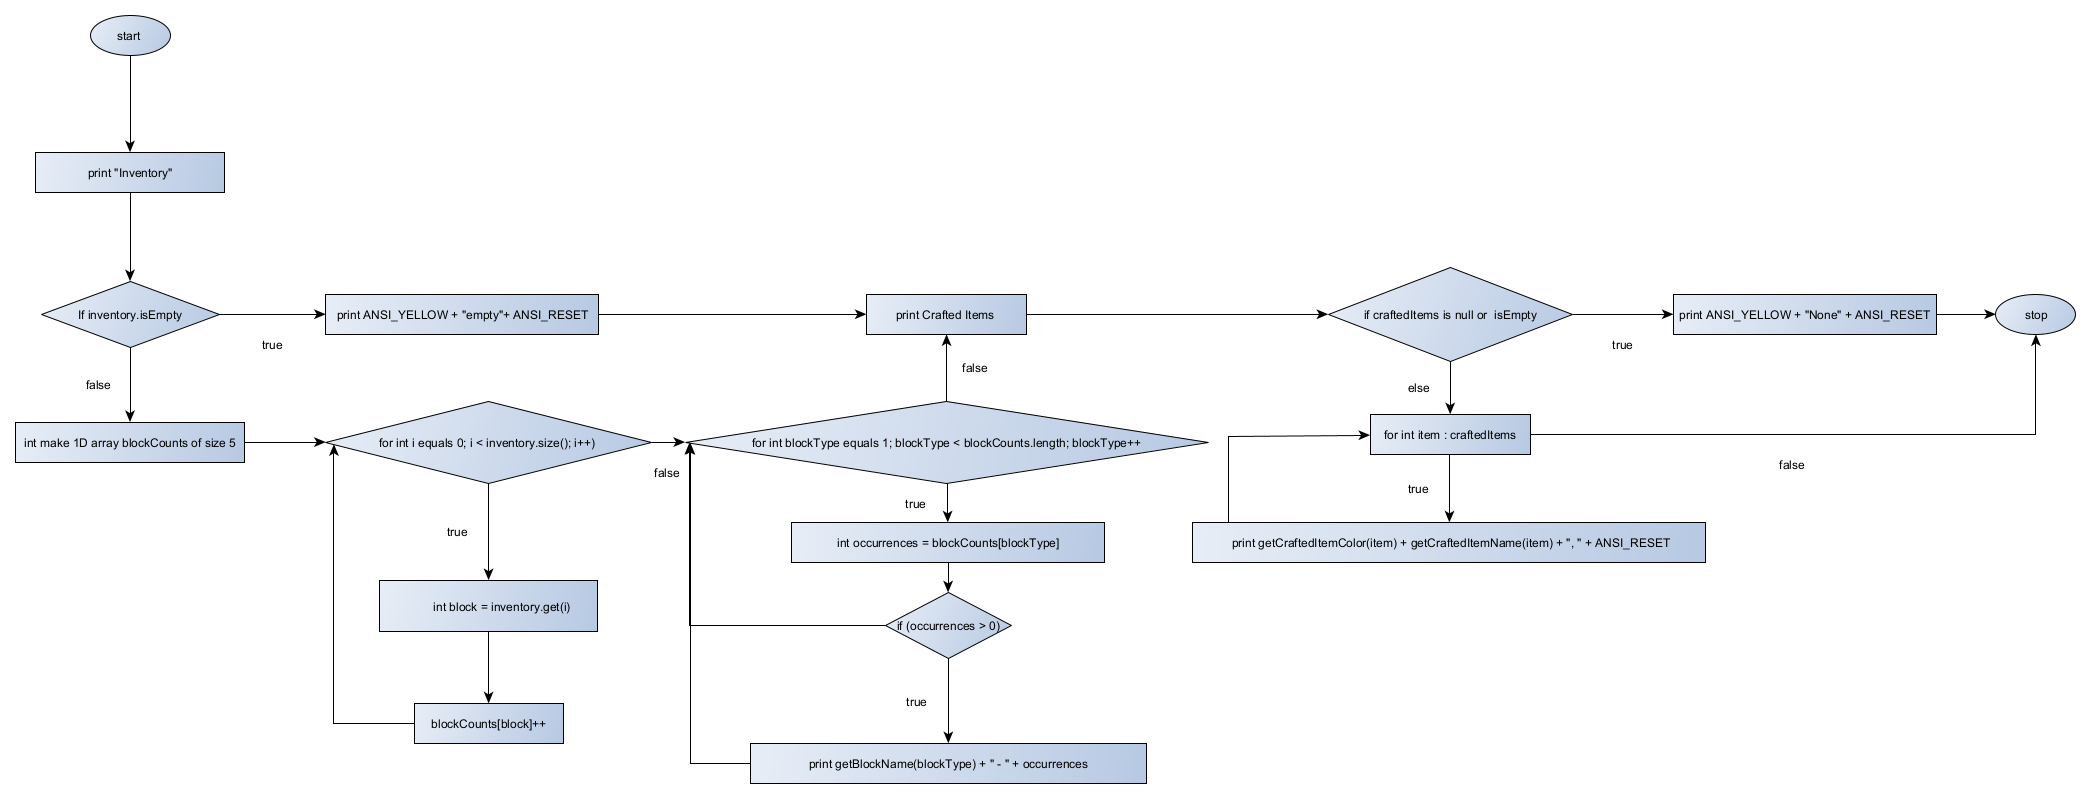 start
print "Inventory"
If inventory.isEmpty
true
print ANSI_YELLOW + "empty"+ ANSI_RESET
print Crafted Items
if craftedItems is null or  isEmpty
true
print ANSI_YELLOW + "None" + ANSI_RESET
stop
false
int make 1D array blockCounts of size 5
for int i equals 0; i < inventory.size(); i++)
false
true
int block = inventory.get(i)
blockCounts[block]++
for int blockType equals 1; blockType < blockCounts.length; blockType++
false
true
int occurrences = blockCounts[blockType]
if (occurrences > 0)
true
print getBlockName(blockType) + " - " + occurrences
else
for int item : craftedItems
false
true
print getCraftedItemColor(item) + getCraftedItemName(item) + ", " + ANSI_RESET